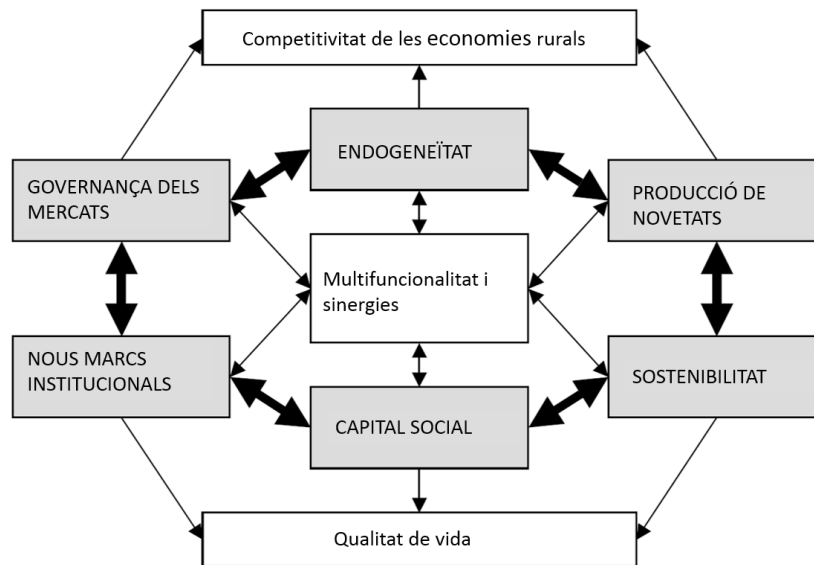 Competitivitat de les economies rurals
ENDOGENEÏTAT
GOVERNANÇA DELS
MERCATS
PRODUCCIÓ DE
NOVETATS
Multifuncionalitat i
sinergies
NOUS MARCS
INSTITUCIONALS
SOSTENIBILITAT
CAPITAL SOCIAL
Qualitat de vida